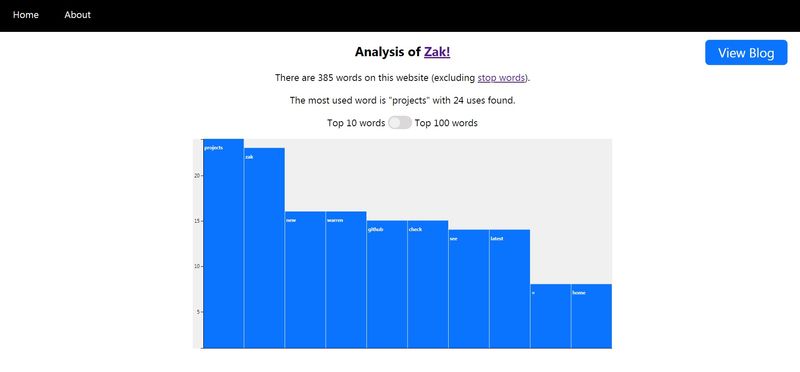 Home About
View Blog
Analysis of Zak!
There are 385 words on this website (excluding stop words).
The most used word is "projects" with 24 uses found.
Top 10 words Top 100 words
projects
zak
20
15
new
warren
github
check
see
latest
10
home
5